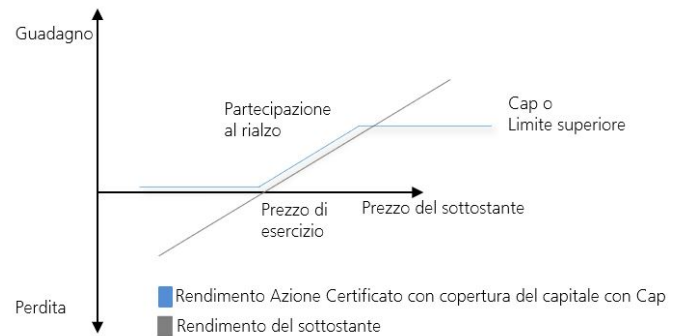 Guadagno
Partecipazione
al rialzo
Cap o
Limite superiore
Prezzo di
esercizio
Prezzo del sottostante
Perdita
Rendimento Azione Certificato con copertura del capitale con Cap
Rendimento del sottostante